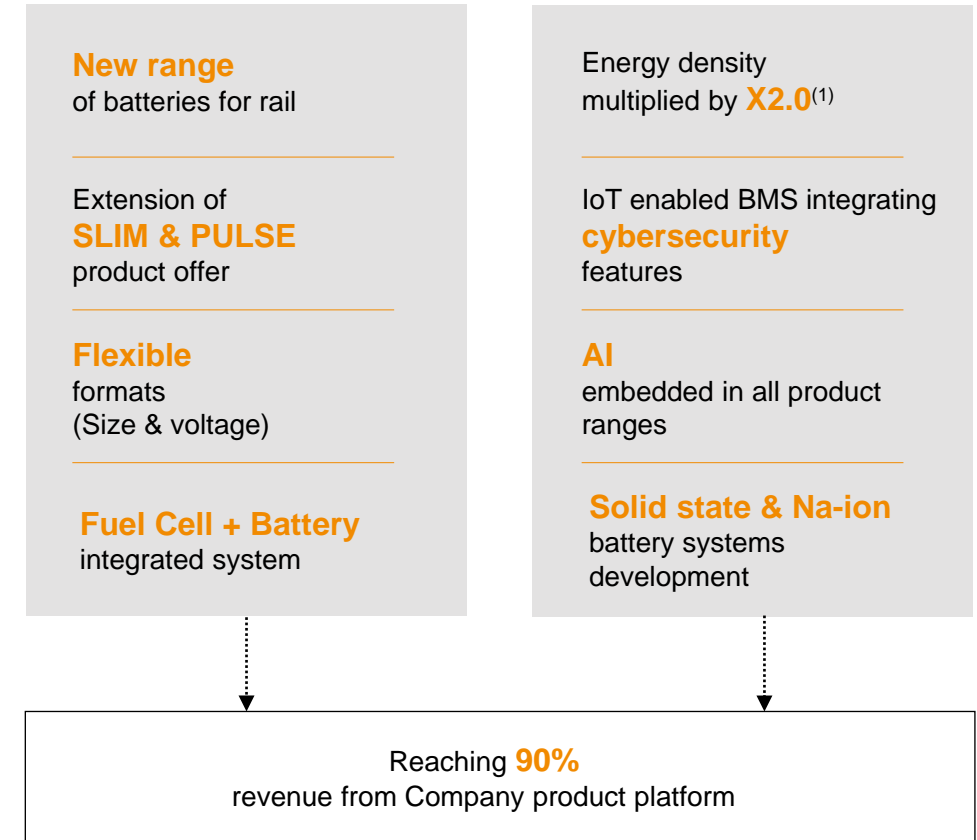 New range
of batteries for rail
Extension of
SLIM & PULSE
product offer
Flexible
formats
(Size & voltage)
Fuel Cell + Battery
integrated system
Energy density
multiplied by X2.0(1)
IoT enabled BMS integrating
cybersecurity
features
AI
embedded in all product
ranges
Solid state & Na-ion
battery systems
development
Reaching 90%
revenue from Company product platform